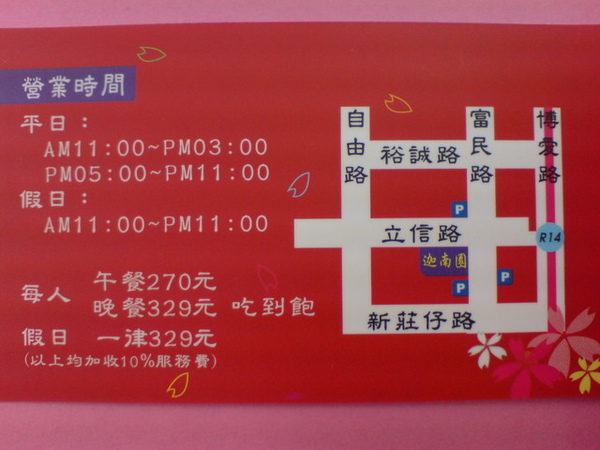 營業時間
平日：
AM11:00~PM03:00
PM05:00~PM11:00
假日：
AM11:00~PM11:00
每人 午餐270元
晚餐329元 吃到飽
假日 一律329元
(以上均加收10%服務費)
自由路
富民路
博愛路
裕誠路
P
立信路
R14
迦南園
P
P
新莊仔路